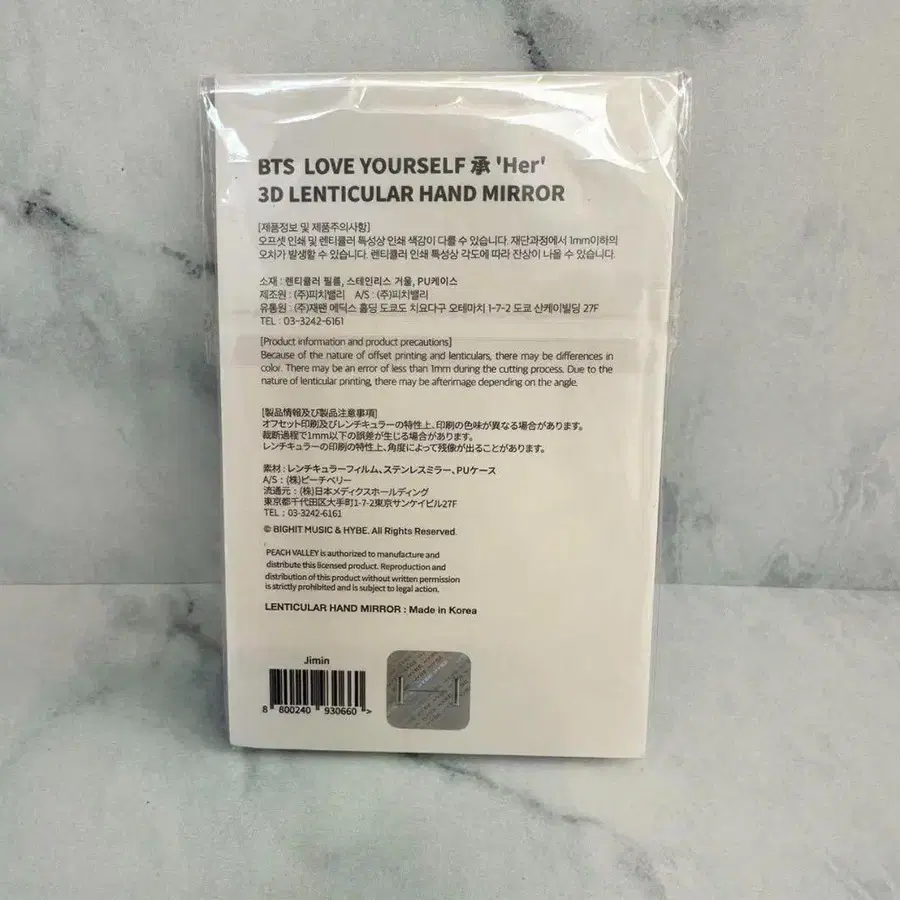 BTS LOVE YOURSELF 承 'Her'
3D LENTICULAR HAND MIRROR
[제품정보 및 제품주의사항]
오프셋 인쇄 및 렌티큘러 특성상 인쇄 색감이 다를 수 있습니다. 재단과정에서 1mm이하의
오차가 발생할 수 있습니다. 렌티큘러 인쇄 특성상 각도에 따라 잔상이 나올 수 있습니다.
소재 : 렌티큘러 필름, 스테인리스 거울, PU케이스
제조원 : (주)피치밸리 A/S : (주)피치밸리
유통원 : (주)재팬 메딕스 홀딩 도쿄도 치요다구 오테마치 1-7-2 도쿄 산케이빌딩 27F
TEL : 03-3242-6161
[Product information and product precautions]
Because of the nature of offset printing and lenticulars, there may be differences in
color. There may be an error of less than 1mm during the cutting process. Due to the
nature of lenticular printing, there may be afterimage depending on the angle.
[製品情報及び製品注意事項]
オフセット印刷及びレンチキュラーの特性上、印刷の色味が異なる場合があります。
裁断過程で1mm以下の誤差が生じる場合があります。
レンチキュラーの印刷の特性上、角度によって残像が出ることがあります。
素材 : レンチキュラーフィルム、ステンレスミラー、PUケース
A/S : (株)ピーチベリー
流通元 : (株)日本メディクスホールディング
東京都千代田区大手町1-7-2東京サンケイビル27F
TEL : 03-3242-6161
© BIGHIT MUSIC & HYBE. All Rights Reserved.
PEACH VALLEY is authorized to manufacture and
distribute this licensed product. Reproduction and
distribution of this product without written permission
is strictly prohibited and is subject to legal action.
LENTICULAR HAND MIRROR : Made in Korea
Jimin
8 800240 930660 >